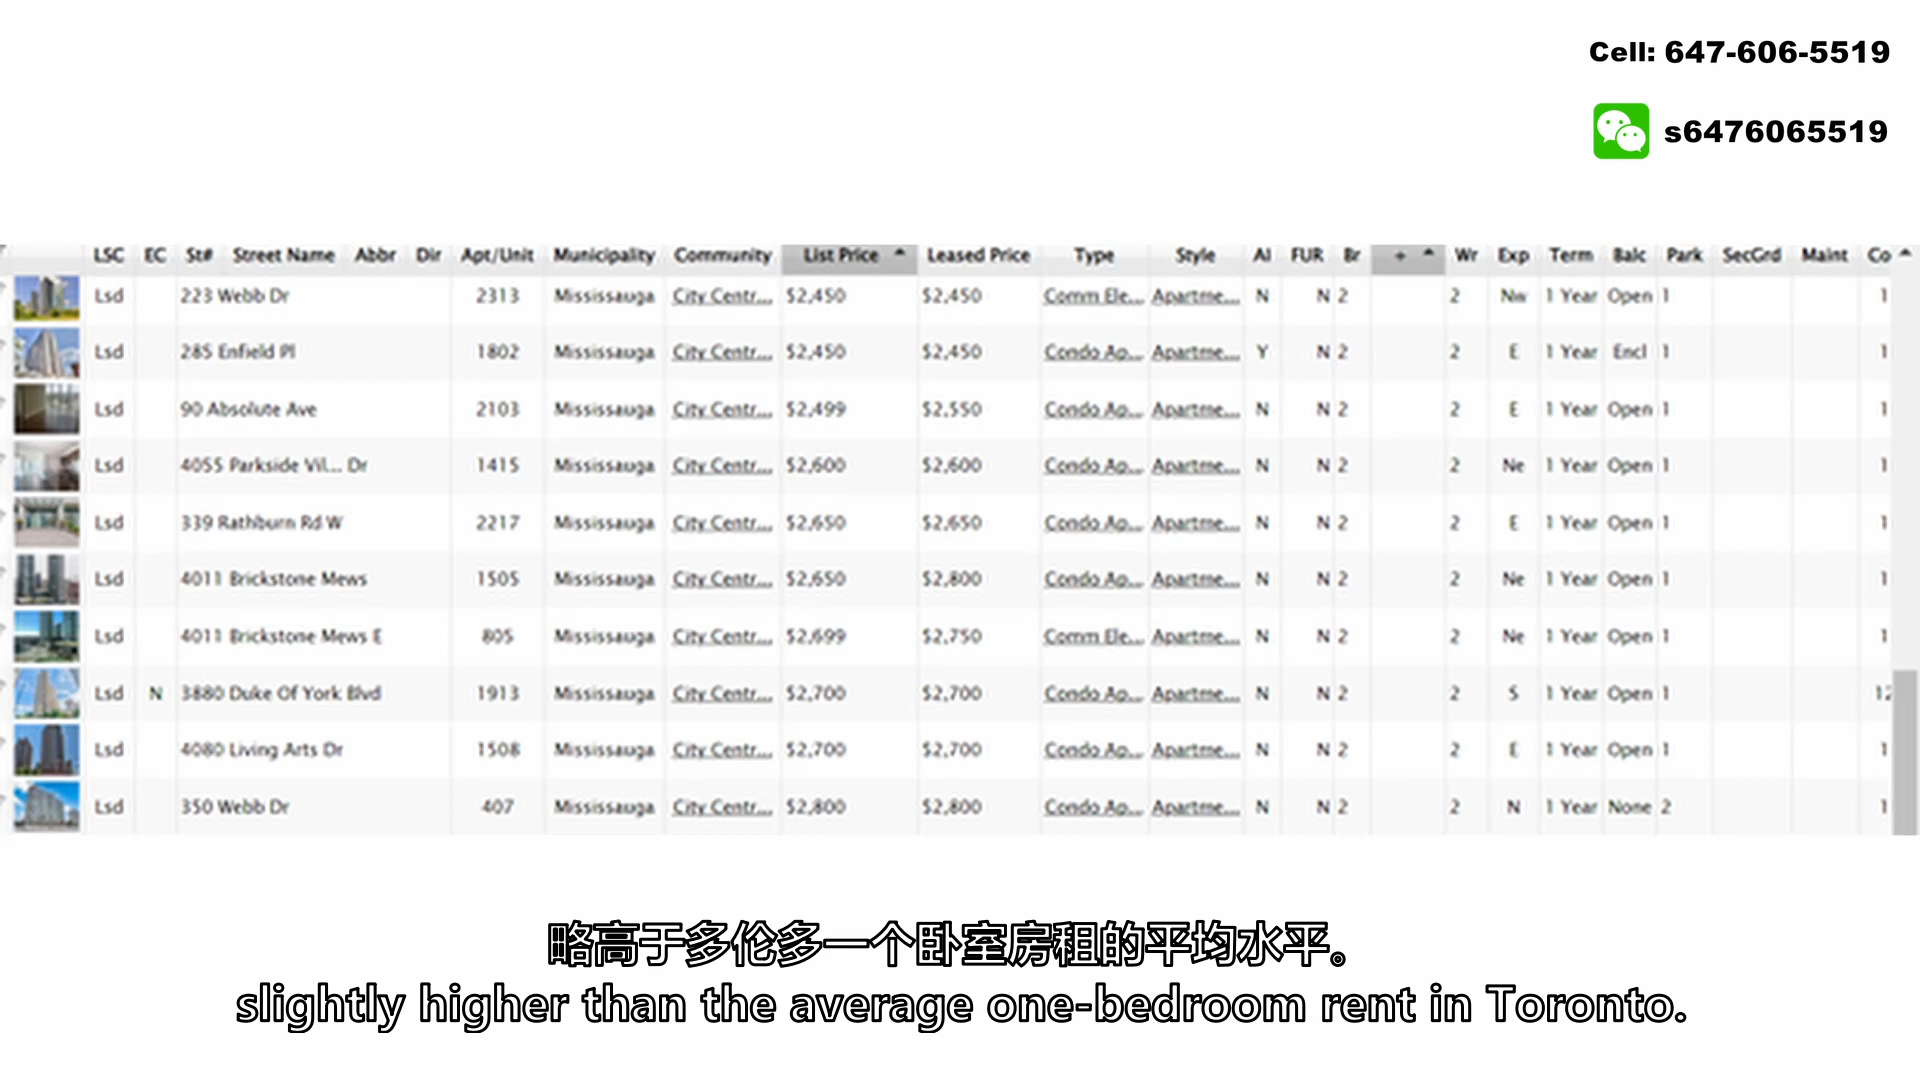 Cell: 647-606-5519
s6476065519
LSC EC St# Street Name Abbr Dir Apt/Unit Municipality Community List Price Leased Price Type Style Al FUR Br + Wr Exp Term Balc Park SecGrd Maint Co
Lsd 223 Webb Dr 2313 Mississauga City Centr... $2,450 $2,450 Comm Ele... Apartme... N N 2 2 Nw 1 Year Open 1 1
Lsd 285 Enfield Pl 1802 Mississauga City Centr... $2,450 $2,450 Condo Ap... Apartme... Y N 2 2 E 1 Year Encl 1 1
Lsd 90 Absolute Ave 2103 Mississauga City Centr... $2,499 $2,550 Condo Ap... Apartme... N N 2 2 E 1 Year Open 1 1
Lsd 4055 Parkside Vil... Dr 1415 Mississauga City Centr... $2,600 $2,600 Condo Ap... Apartme... N N 2 2 Ne 1 Year Open 1 1
Lsd 339 Rathburn Rd W 2217 Mississauga City Centr... $2,650 $2,650 Condo Ap... Apartme... N N 2 2 E 1 Year Open 1 1
Lsd 4011 Brickstone Mews 1505 Mississauga City Centr... $2,650 $2,800 Condo Ap... Apartme... N N 2 2 Ne 1 Year Open 1 1
Lsd 4011 Brickstone Mews E 805 Mississauga City Centr... $2,699 $2,750 Comm Ele... Apartme... N N 2 2 Ne 1 Year Open 1 1
Lsd N 3880 Duke Of York Blvd 1913 Mississauga City Centr... $2,700 $2,700 Condo Ap... Apartme... N N 2 2 S 1 Year Open 1 12
Lsd 4080 Living Arts Dr 1508 Mississauga City Centr... $2,700 $2,700 Condo Ap... Apartme... N N 2 2 E 1 Year Open 1 1
Lsd 350 Webb Dr 407 Mississauga City Centr... $2,800 $2,800 Condo Ap... Apartme... N N 2 2 N 1 Year None 2 1
略高于多伦多一个卧室房租的平均水平。
slightly higher than the average one-bedroom rent in Toronto.